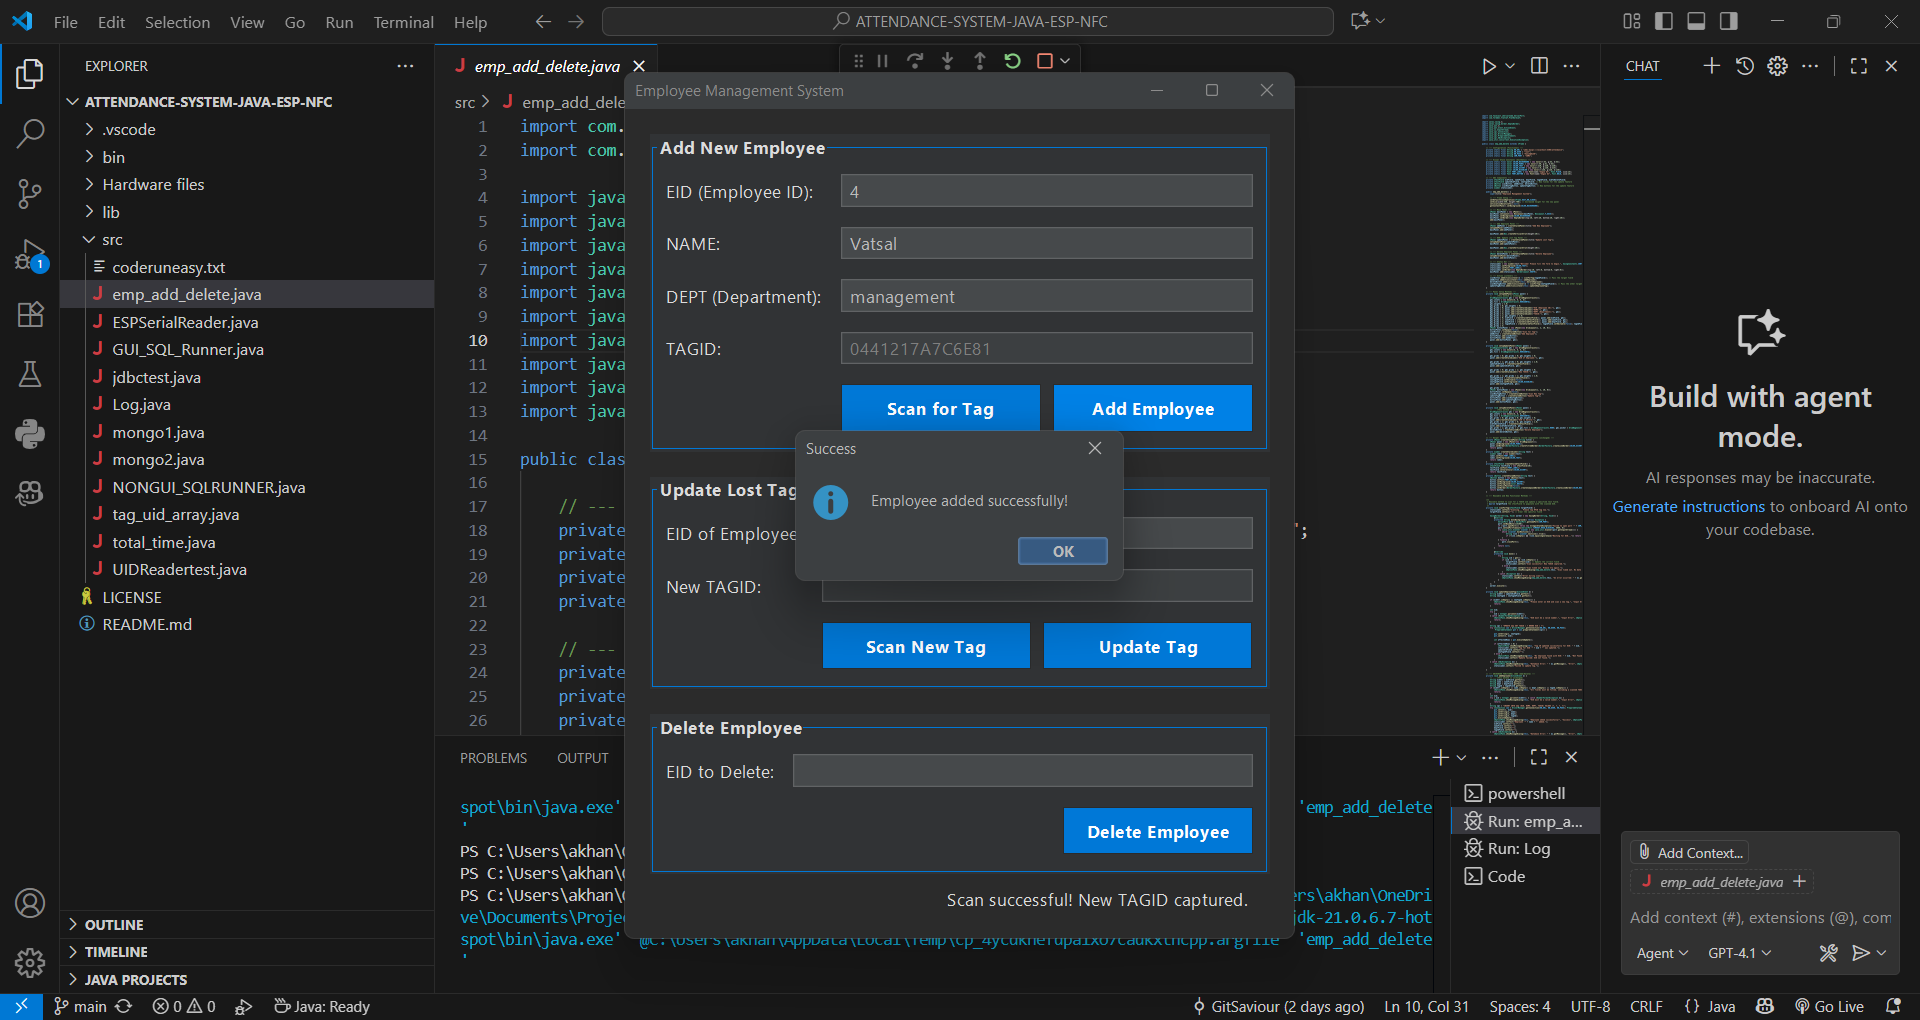 File Edit Selection View Go Run Terminal Help
ATTENDANCE-SYSTEM-JAVA-ESP-NFC
EXPLORER
ATTENDANCE-SYSTEM-JAVA-ESP-NFC
.vscode
bin
Hardware files
lib
src
coderuneasy.txt
emp_add_delete.java
ESPSerialReader.java
GUI_SQL_Runner.java
jdbctest.java
Log.java
mongo1.java
mongo2.java
NONGUI_SQLRUNNER.java
tag_uid_array.java
total_time.java
UIDReadertest.java
LICENSE
README.md
OUTLINE
TIMELINE
JAVA PROJECTS
emp_add_delete.java
src > emp_add_dele
1 import com.
2 import com.
3
4 import java
5 import java
6 import java
7 import java
8 import java
9 import java
10 import java
11 import java
12 import java
13 import java
14
15 public clas
16
17 // ---
18 private ";
19 private
20 private
21 private
22
23 // ---
24 private
25 private
26 private
Employee Management System
Add New Employee
EID (Employee ID): 4
NAME: Vatsal
DEPT (Department): management
TAGID: 0441217A7C6E81
Scan for Tag Add Employee
Success
Employee added successfully!
OK
Update Lost Tag
EID of Employee
New TAGID:
Scan New Tag Update Tag
Delete Employee
EID to Delete:
Delete Employee
Scan successful! New TAGID captured.
PROBLEMS OUTPUT
spot\bin\java.exe' 'emp_add_delete
'
PS C:\Users\akhan\
PS C:\Users\akhan\
PS C:\Users\akhan\ ers\akhan\OneDri
ve\Documents\Proje jdk-21.0.6.7-hot
spot\bin\java.exe' 'emp_add_delete
'
powershell
Run: emp_a...
Run: Log
Code
CHAT
Build with agent
mode.
AI responses may be inaccurate.
Generate instructions to onboard AI onto
your codebase.
Add Context...
emp_add_delete.java +
Add context (#), extensions (@), com
Agent GPT-4.1
main 0 0 Java: Ready
GitSaviour (2 days ago) Ln 10, Col 31 Spaces: 4 UTF-8 CRLF {} Java Go Live
1